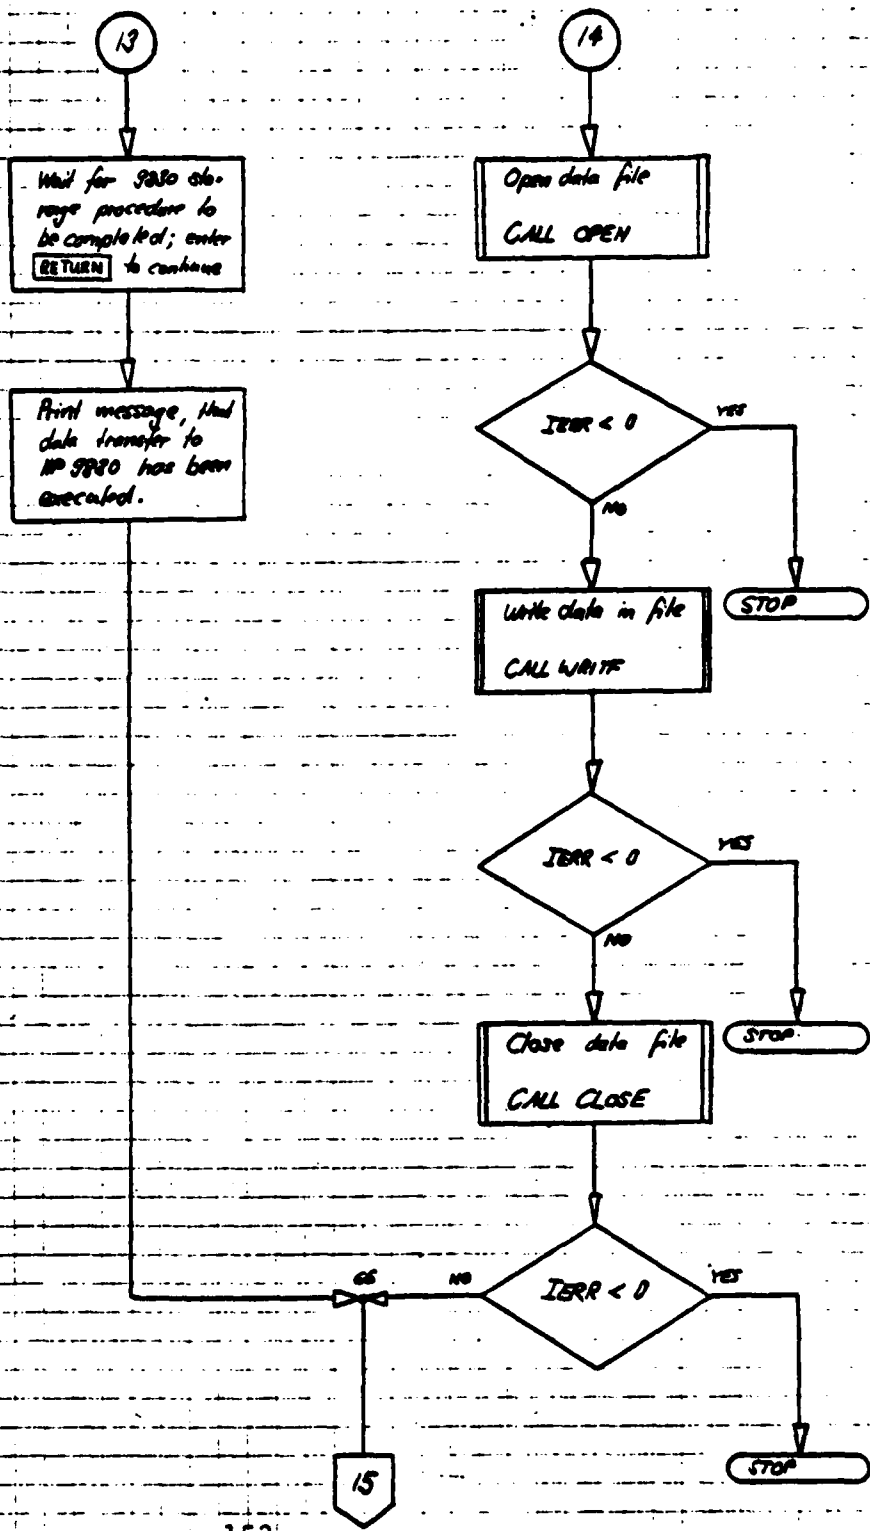 13
Wait for 9830 sto-
rage procedure to
be completed; enter
RETURN to continue
Print message, that
data transfer to
HP 9830 has been
executed.
14
Open data file
CALL OPEN
IERR < 0
YES
NO
STOP
Write data in file
CALL WRITF
IERR < 0
YES
NO
STOP
Close data file
CALL CLOSE
IERR < 0
YES
NO
66
STOP
15
152